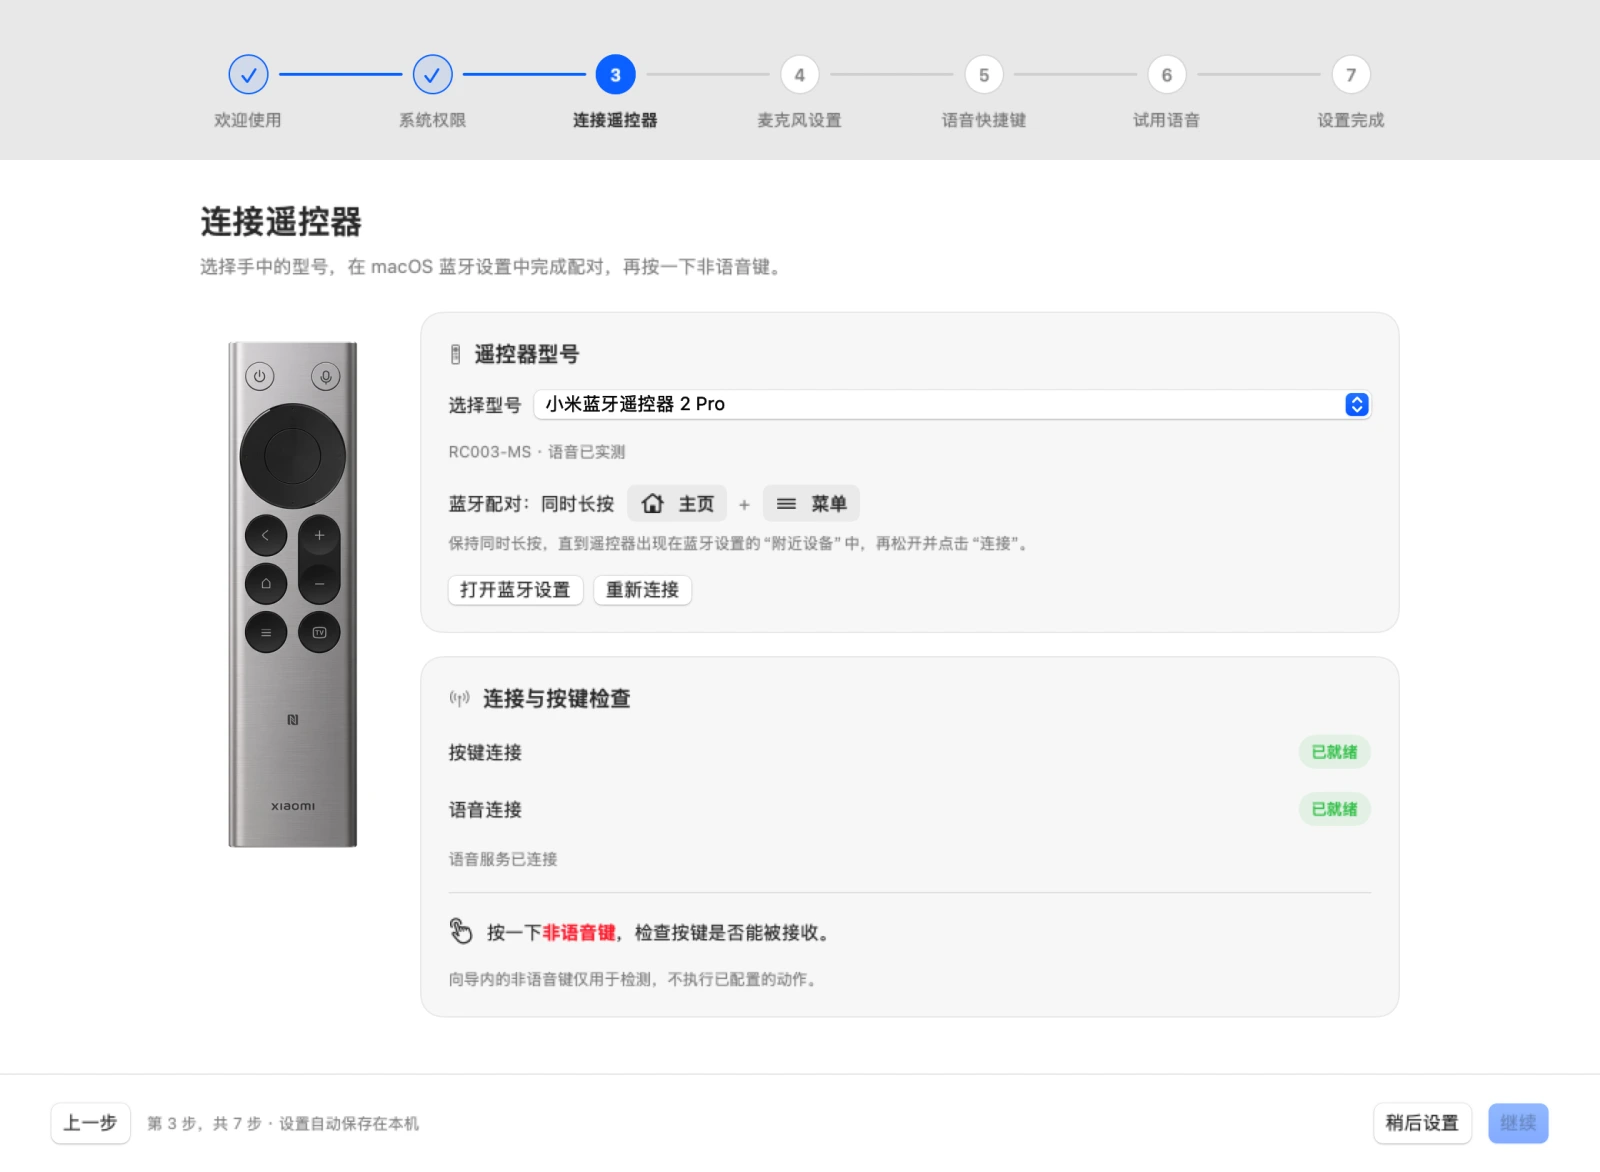 3 4 5 6 7
欢迎使用 系统权限 连接遥控器 麦克风设置 语音快捷键 试用语音 设置完成
连接遥控器
选择手中的型号，在 macOS 蓝牙设置中完成配对，再按一下非语音键。
遥控器型号
选择型号 小米蓝牙遥控器 2 Pro
RC003-MS · 语音已实测
蓝牙配对：同时长按 主页 + 菜单
保持同时长按，直到遥控器出现在蓝牙设置的“附近设备”中，再松开并点击“连接”。
打开蓝牙设置 重新连接
TV
xiaomi
连接与按键检查
按键连接 已就绪
语音连接 已就绪
语音服务已连接
按一下非语音键，检查按键是否能被接收。
向导内的非语音键仅用于检测，不执行已配置的动作。
上一步 第 3 步，共 7 步 · 设置自动保存在本机 稍后设置 继续